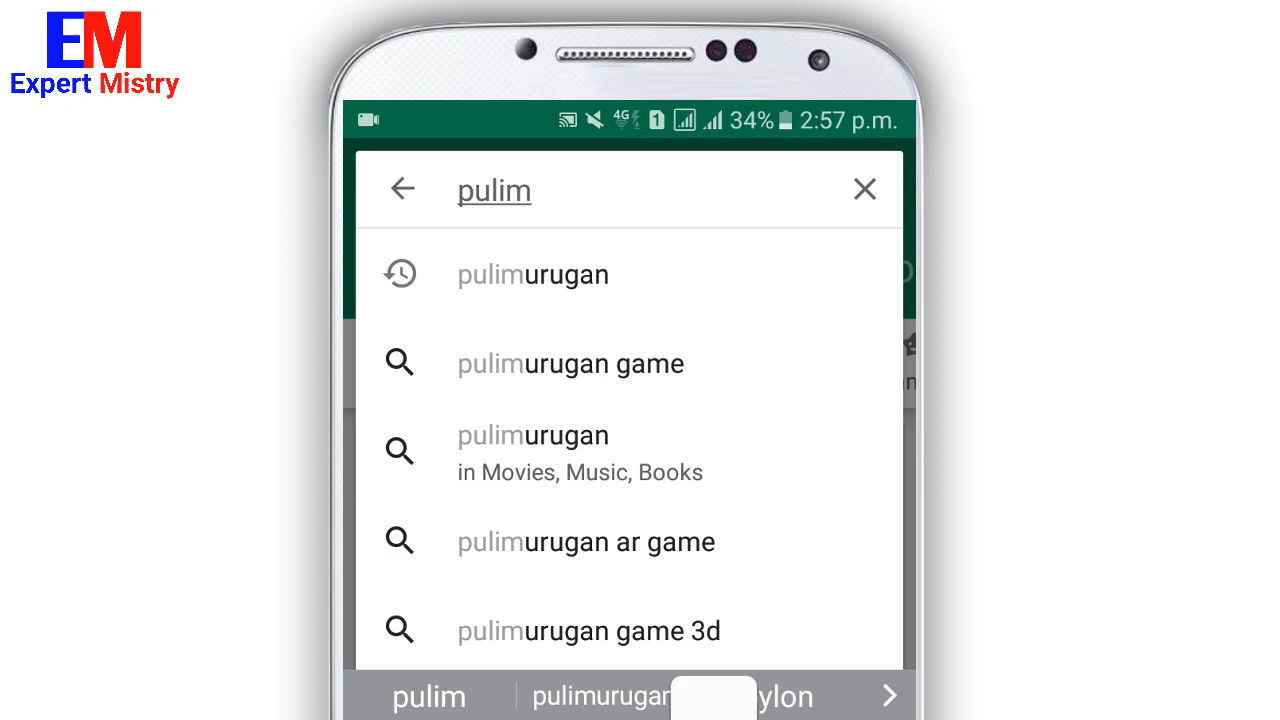 EM
Expert Mistry
4G 1 34% 2:57 p.m.
pulim
pulimurugan
pulimurugan game
pulimurugan
in Movies, Music, Books
pulimurugan ar game
pulimurugan game 3d
pulim pulimurugan